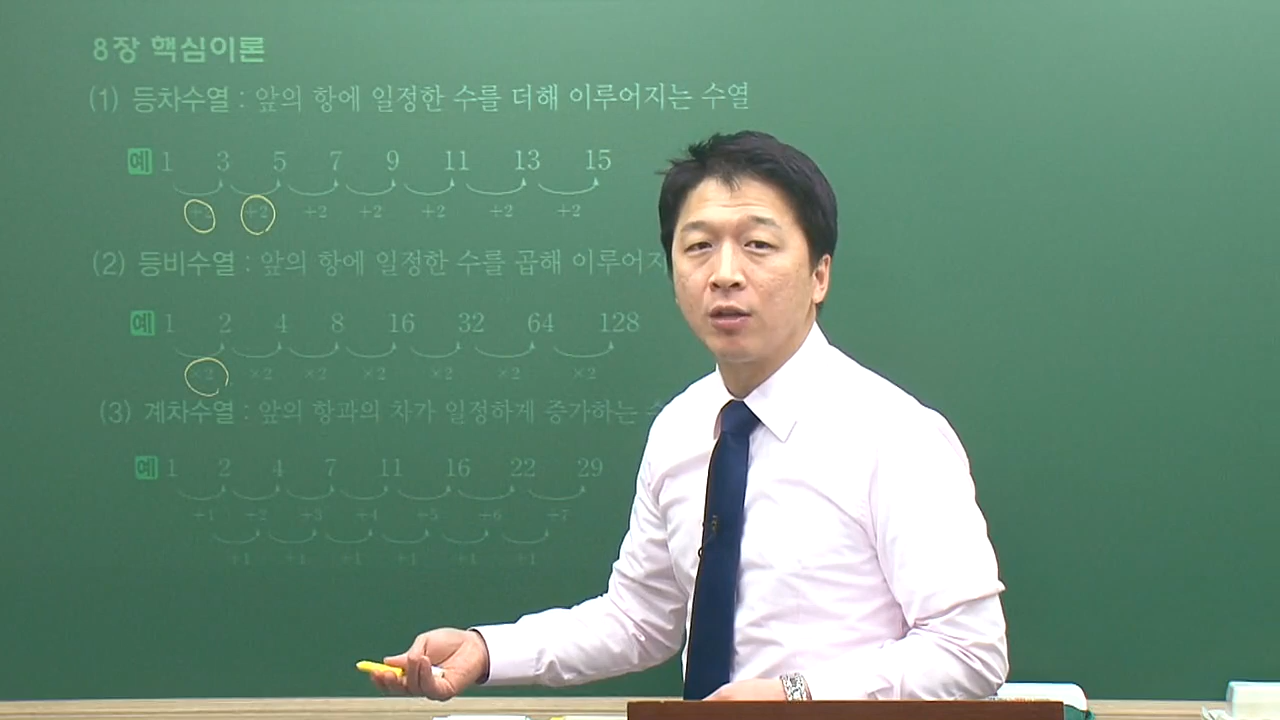 8장 핵심이론
(1) 등차수열 : 앞의 항에 일정한 수를 더해 이루어지는 수열
예 1 3 5 7 9 11 13 15
+2 +2 +2 +2 +2 +2 +2
(2) 등비수열 : 앞의 항에 일정한 수를 곱해 이루어지
예 1 2 4 8 16 32 64 128
×2 ×2 ×2 ×2 ×2 ×2 ×2
(3) 계차수열 : 앞의 항과의 차가 일정하게 증가하는
예 1 2 4 7 11 16 22 29
+1 +2 +3 +4 +5 +6 +7
+1 +1 +1 +1 +1 +1